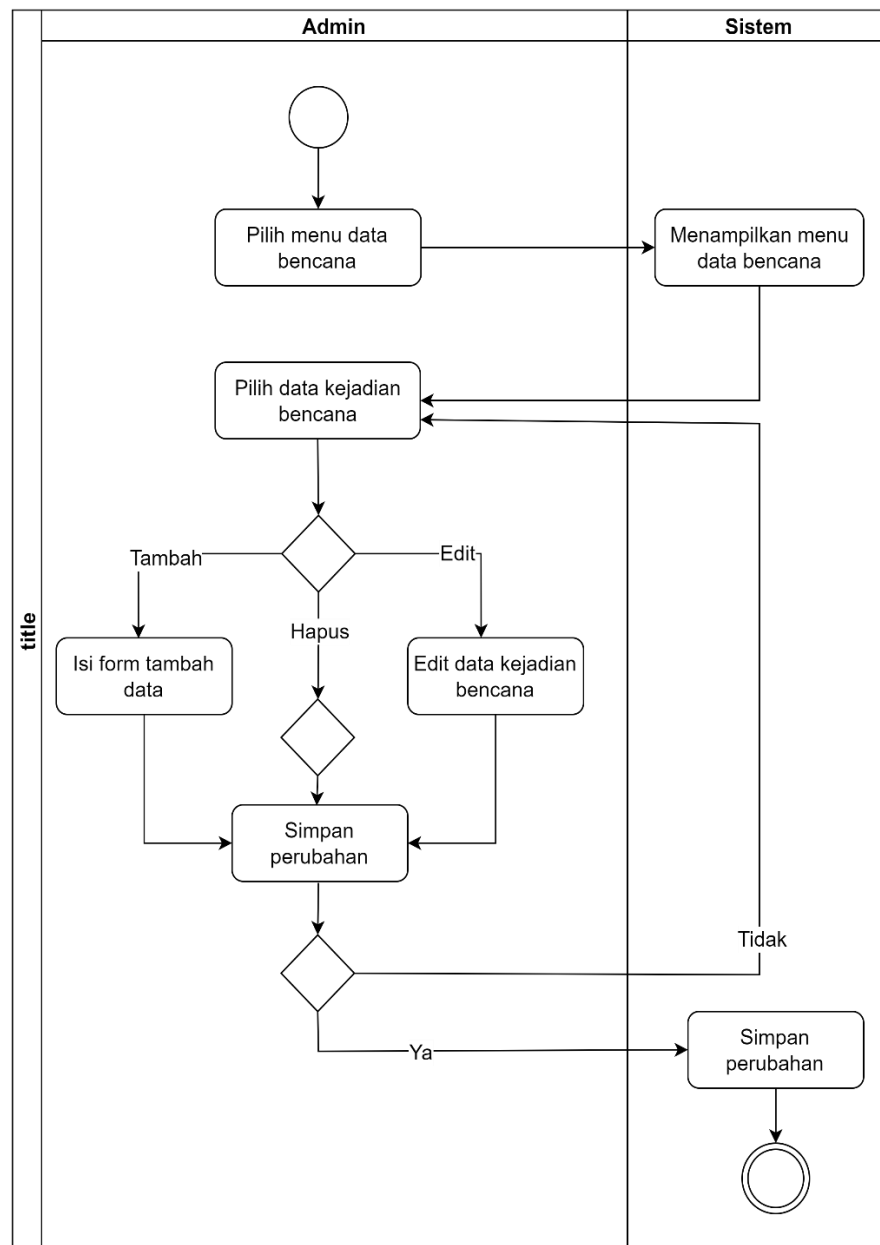 Admin
Sistem
title
Pilih menu data
bencana
Menampilkan menu
data bencana
Pilih data kejadian
bencana
Tambah
Edit
Hapus
Isi form tambah
data
Edit data kejadian
bencana
Simpan
perubahan
Tidak
Ya
Simpan
perubahan